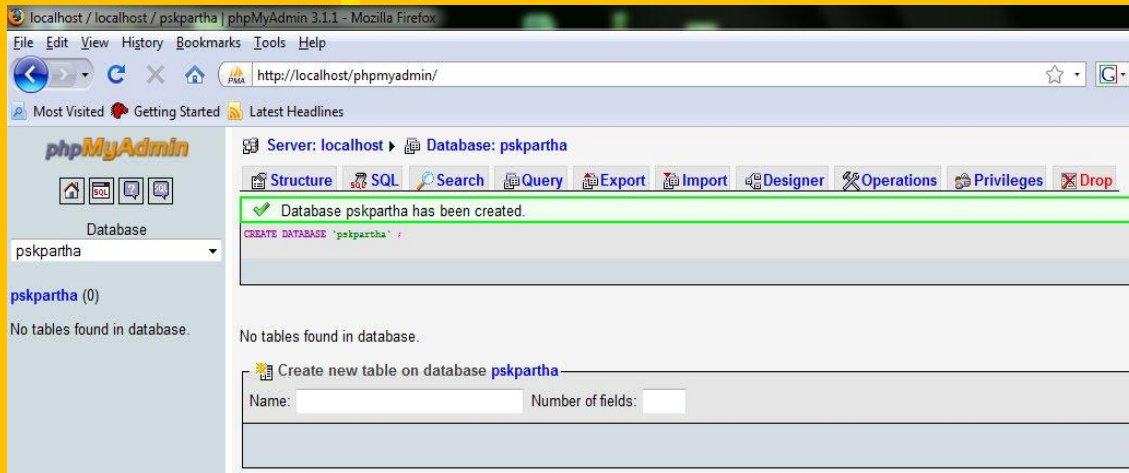 localhost / localhost / pskpartha | phpMyAdmin 3.1.1 - Mozilla Firefox
File Edit View History Bookmarks Tools Help
PMA http://localhost/phpmyadmin/ G
Most Visited Getting Started Latest Headlines
phpMyAdmin
SQL
Database
pskpartha
pskpartha (0)
No tables found in database.
Server: localhost Database: pskpartha
Structure SQL Search Query Export Import Designer Operations Privileges Drop
Database pskpartha has been created.
CREATE DATABASE `pskpartha` ;
No tables found in database.
Create new table on database pskpartha
Name: Number of fields: